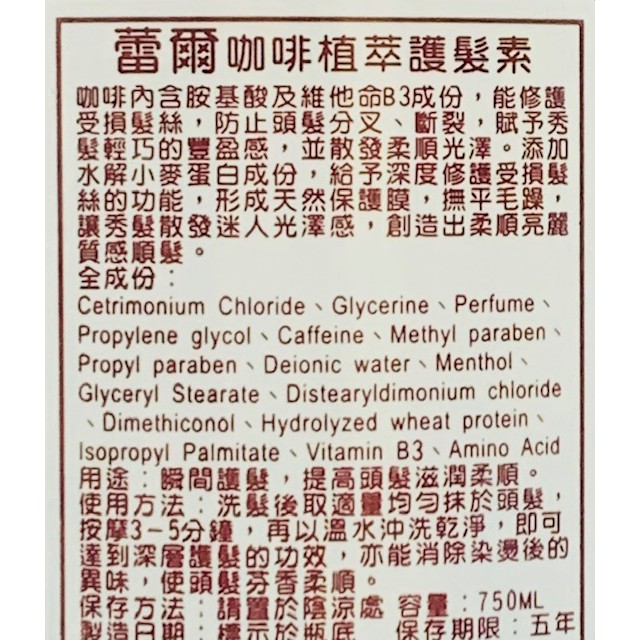 蕾爾咖啡植萃護髮素
咖啡內含胺基酸及維他命B3成份，能修護
受損髮絲，防止頭髮分叉、斷裂，賦予秀
髮輕巧的豐盈感，並散發柔順光澤。添加
水解小麥蛋白成份，給予深度修護受損髮
絲的功能，形成天然保護膜，撫平毛躁，
讓秀髮散發迷人光澤感，創造出柔順亮麗
質感順髮。
全成份：
Cetrimonium Chloride、Glycerine、Perfume、
Propylene glycol、Caffeine、Methyl paraben、
Propyl paraben、Deionic water、Menthol、
Glyceryl Stearate、Distearyldimonium chloride
、Dimethiconol、Hydrolyzed wheat protein、
Isopropyl Palmitate、Vitamin B3、Amino Acid
用途：瞬間護髮，提高頭髮滋潤柔順。
使用方法：洗髮後取適量均勻抹於頭髮，
按摩3–5分鐘，再以溫水沖洗乾淨，即可
達到深層護髮的功效，亦能消除染燙後的
異味，使頭髮芬香柔順。
保存方法：請置於陰涼處 容量：750ML
製造日期：標示於瓶底 保存期限：五年